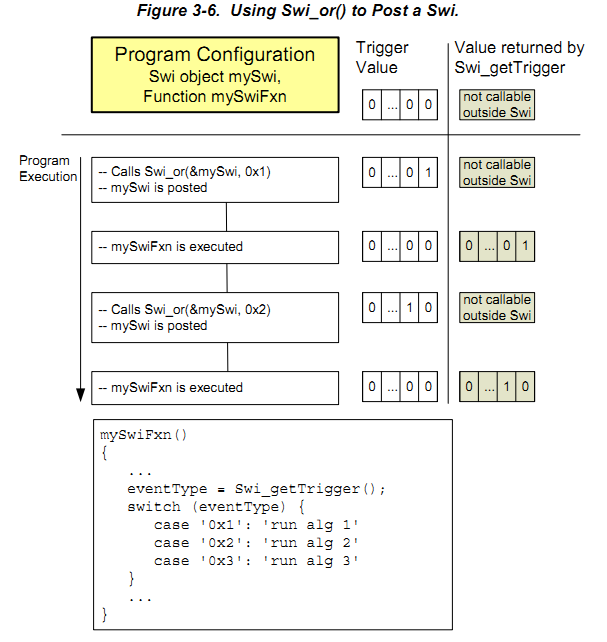 Figure 3-6. Using Swi_or() to Post a Swi.
Program Configuration
Swi object mySwi,
Function mySwiFxn
Trigger
Value
Value returned by
Swi_getTrigger
0 ... 0 0
not callable
outside Swi
Program
Execution
-- Calls Swi_or(&mySwi, 0x1)
-- mySwi is posted
0 ... 0 1
not callable
outside Swi
-- mySwiFxn is executed
0 ... 0 0
0 ... 0 1
-- Calls Swi_or(&mySwi, 0x2)
-- mySwi is posted
0 ... 1 0
not callable
outside Swi
-- mySwiFxn is executed
0 ... 0 0
0 ... 1 0
mySwiFxn()
{
...
eventType = Swi_getTrigger();
switch (eventType) {
case '0x1': 'run alg 1'
case '0x2': 'run alg 2'
case '0x3': 'run alg 3'
}
...
}